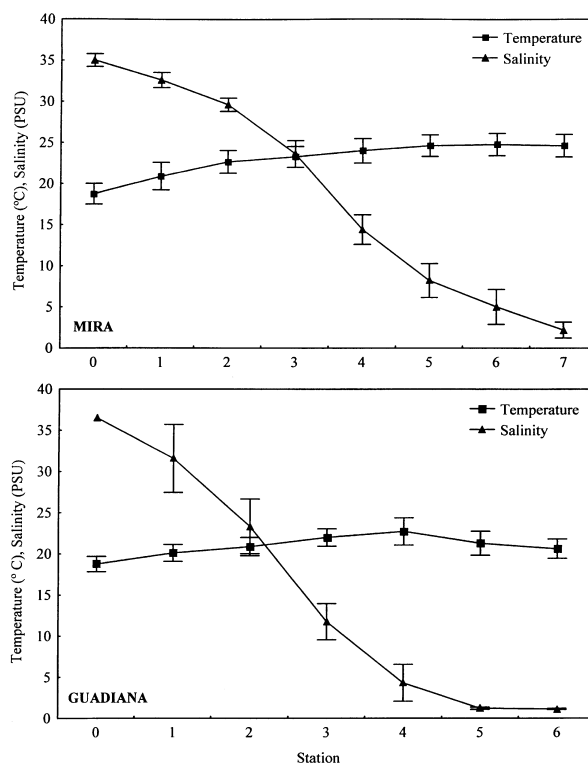 40
35
30
25
20
15
10
5
0
Temperature (°C), Salinity (PSU)
Temperature
Salinity
MIRA
0 1 2 3 4 5 6 7
40
35
30
25
20
15
10
5
0
Temperature (° C), Salinity (PSU)
Temperature
Salinity
GUADIANA
0 1 2 3 4 5 6
Station